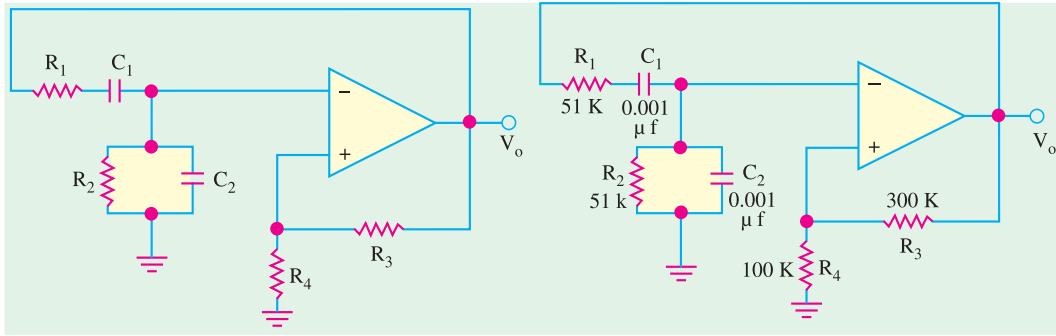 R1
C1
−
+
Vo
R2
C2
R3
R4
R1
C1
51 K
0.001
μ f
−
+
Vo
R2
51 k
C2
0.001
μ f
300 K
R3
100 K
R4